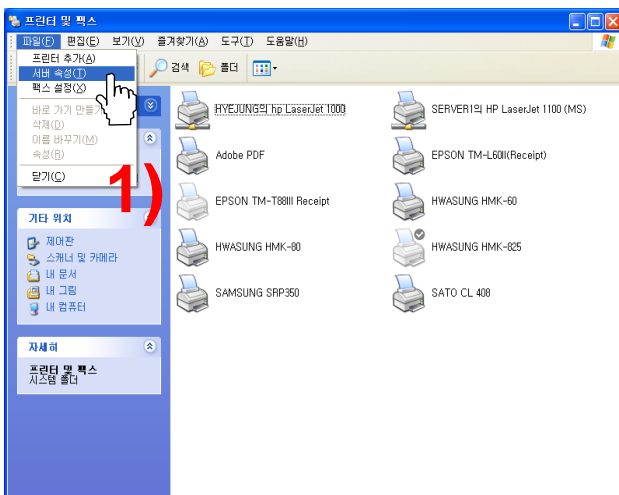 프린터 및 팩스
파일(F) 편집(E) 보기(V) 즐겨찾기(A) 도구(T) 도움말(H)
프린터 추가(A)
서버 속성(T)
팩스 설정(X)
바로 가기 만들기
삭제(D)
이름 바꾸기(M)
속성(R)
닫기(C)
검색 폴더
1)
기타 위치
제어판
스캐너 및 카메라
내 문서
내 그림
내 컴퓨터
자세히
프린터 및 팩스
시스템 폴더
HYEJUNG의 hp LaserJet 1000
SERVER1의 HP LaserJet 1100 (MS)
Adobe PDF
EPSON TM-L60II(Receipt)
EPSON TM-T88III Receipt
HWASUNG HMK-60
HWASUNG HMK-80
HWASUNG HMK-825
SAMSUNG SRP350
SATO CL 408